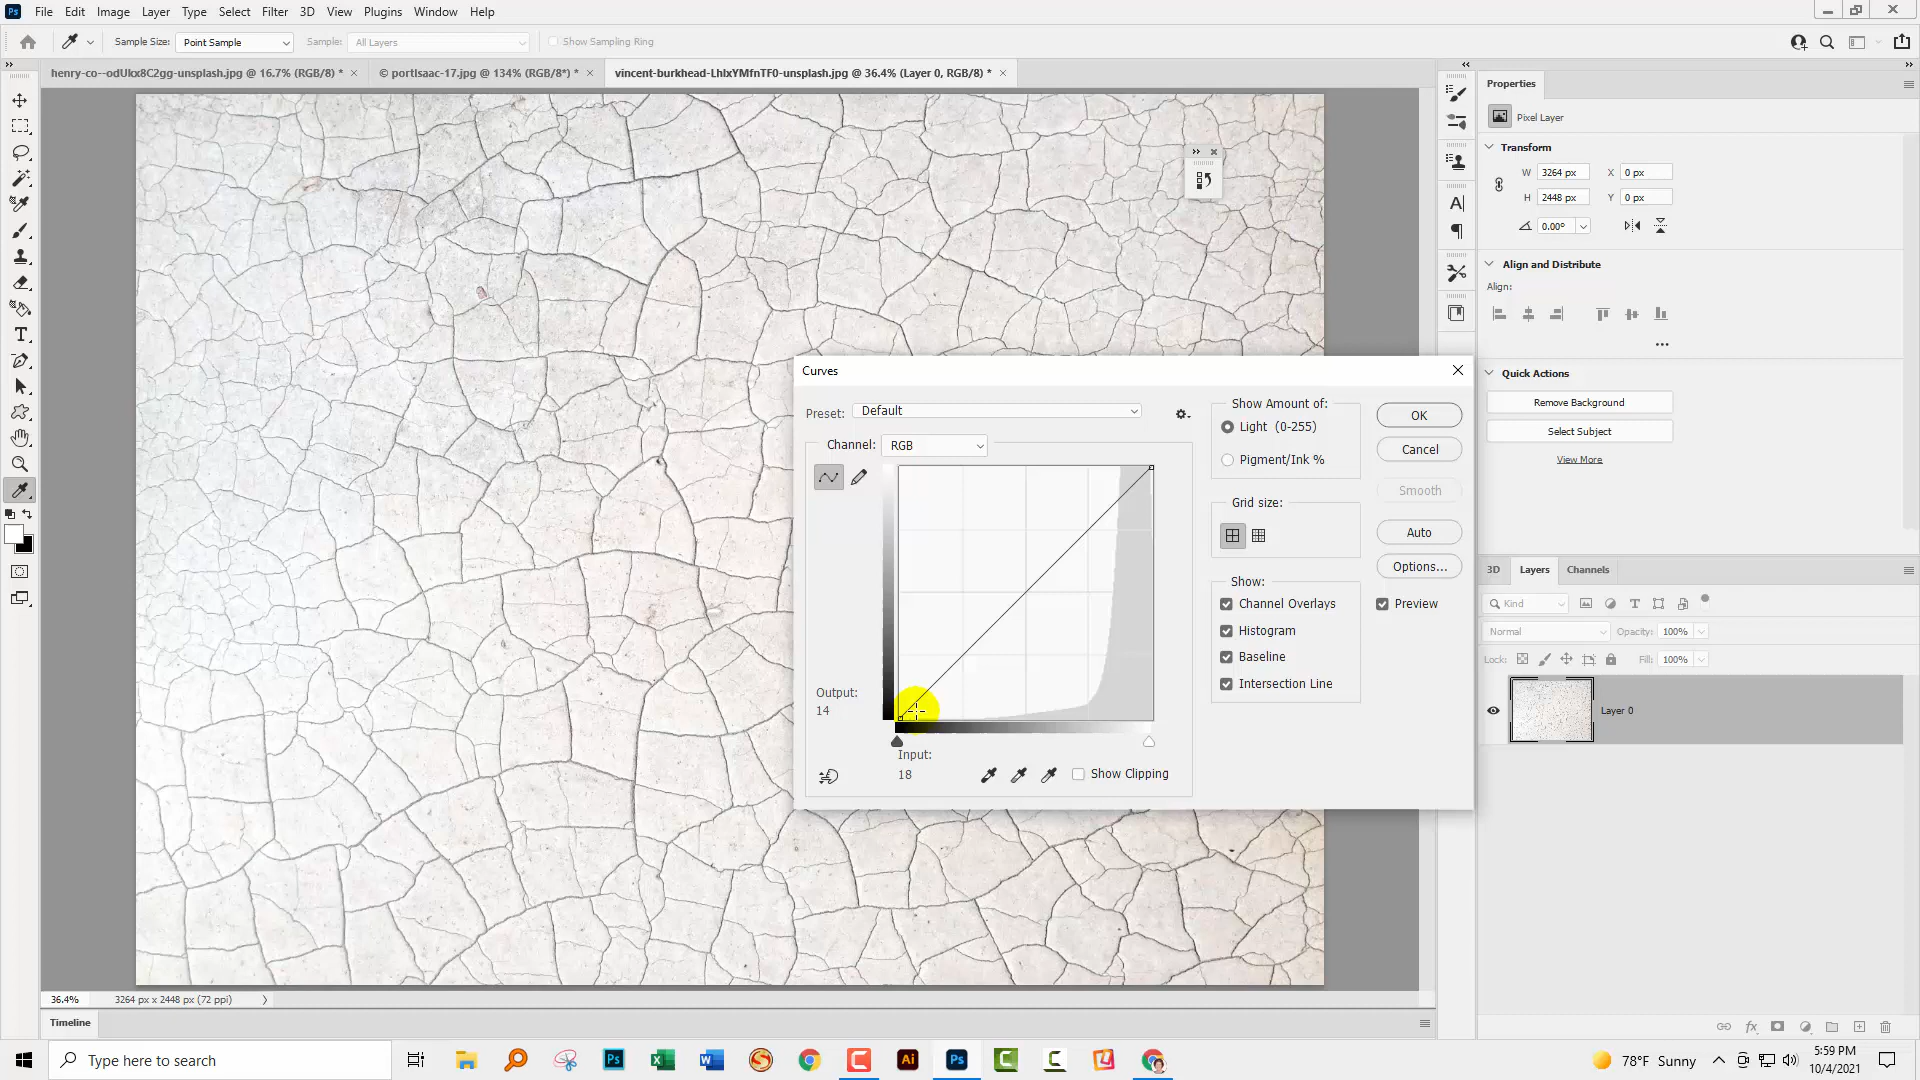 File Edit Image Layer Type Select Filter 3D View Plugins Window Help
Sample Size: Point Sample Sample: All Layers Show Sampling Ring
henry-co--odUkx8C2gg-unsplash.jpg @ 16.7% (RGB/8) * × © portisaac-17.jpg @ 134% (RGB/8*) * × vincent-burkhead-LhlxYMfnTF0-unsplash.jpg @ 36.4% (Layer 0, RGB/8) * ×
Properties
Pixel Layer
Transform
W 3264 px X 0 px
H 2448 px Y 0 px
0.00°
Align and Distribute
Align:
Quick Actions
Remove Background
Select Subject
View More
Curves
Preset: Default
Channel: RGB
Output:
14
Input:
18
Show Clipping
Show Amount of:
Light (0-255)
Pigment/Ink %
Grid size:
Show:
Channel Overlays
Histogram
Baseline
Intersection Line
OK
Cancel
Smooth
Auto
Options...
Preview
3D Layers Channels
Kind
Normal Opacity: 100%
Lock: Fill: 100%
Layer 0
36.4% 3264 px x 2448 px (72 ppi)
Timeline
Type here to search
78°F Sunny
5:59 PM
10/4/2021